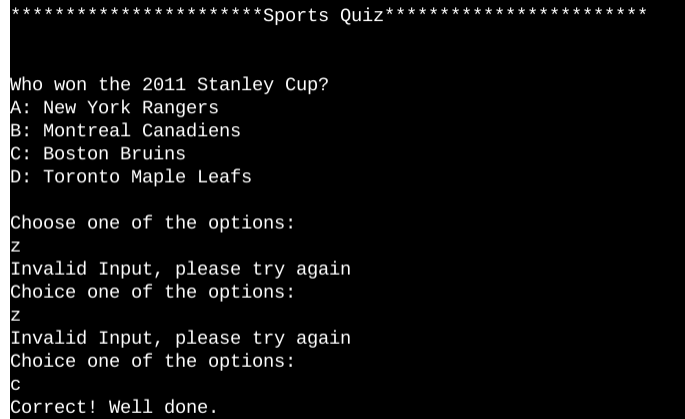 ***********************Sports Quiz************************
Who won the 2011 Stanley Cup?
A: New York Rangers
B: Montreal Canadiens
C: Boston Bruins
D: Toronto Maple Leafs
Choose one of the options:
z
Invalid Input, please try again
Choice one of the options:
z
Invalid Input, please try again
Choice one of the options:
c
Correct! Well done.